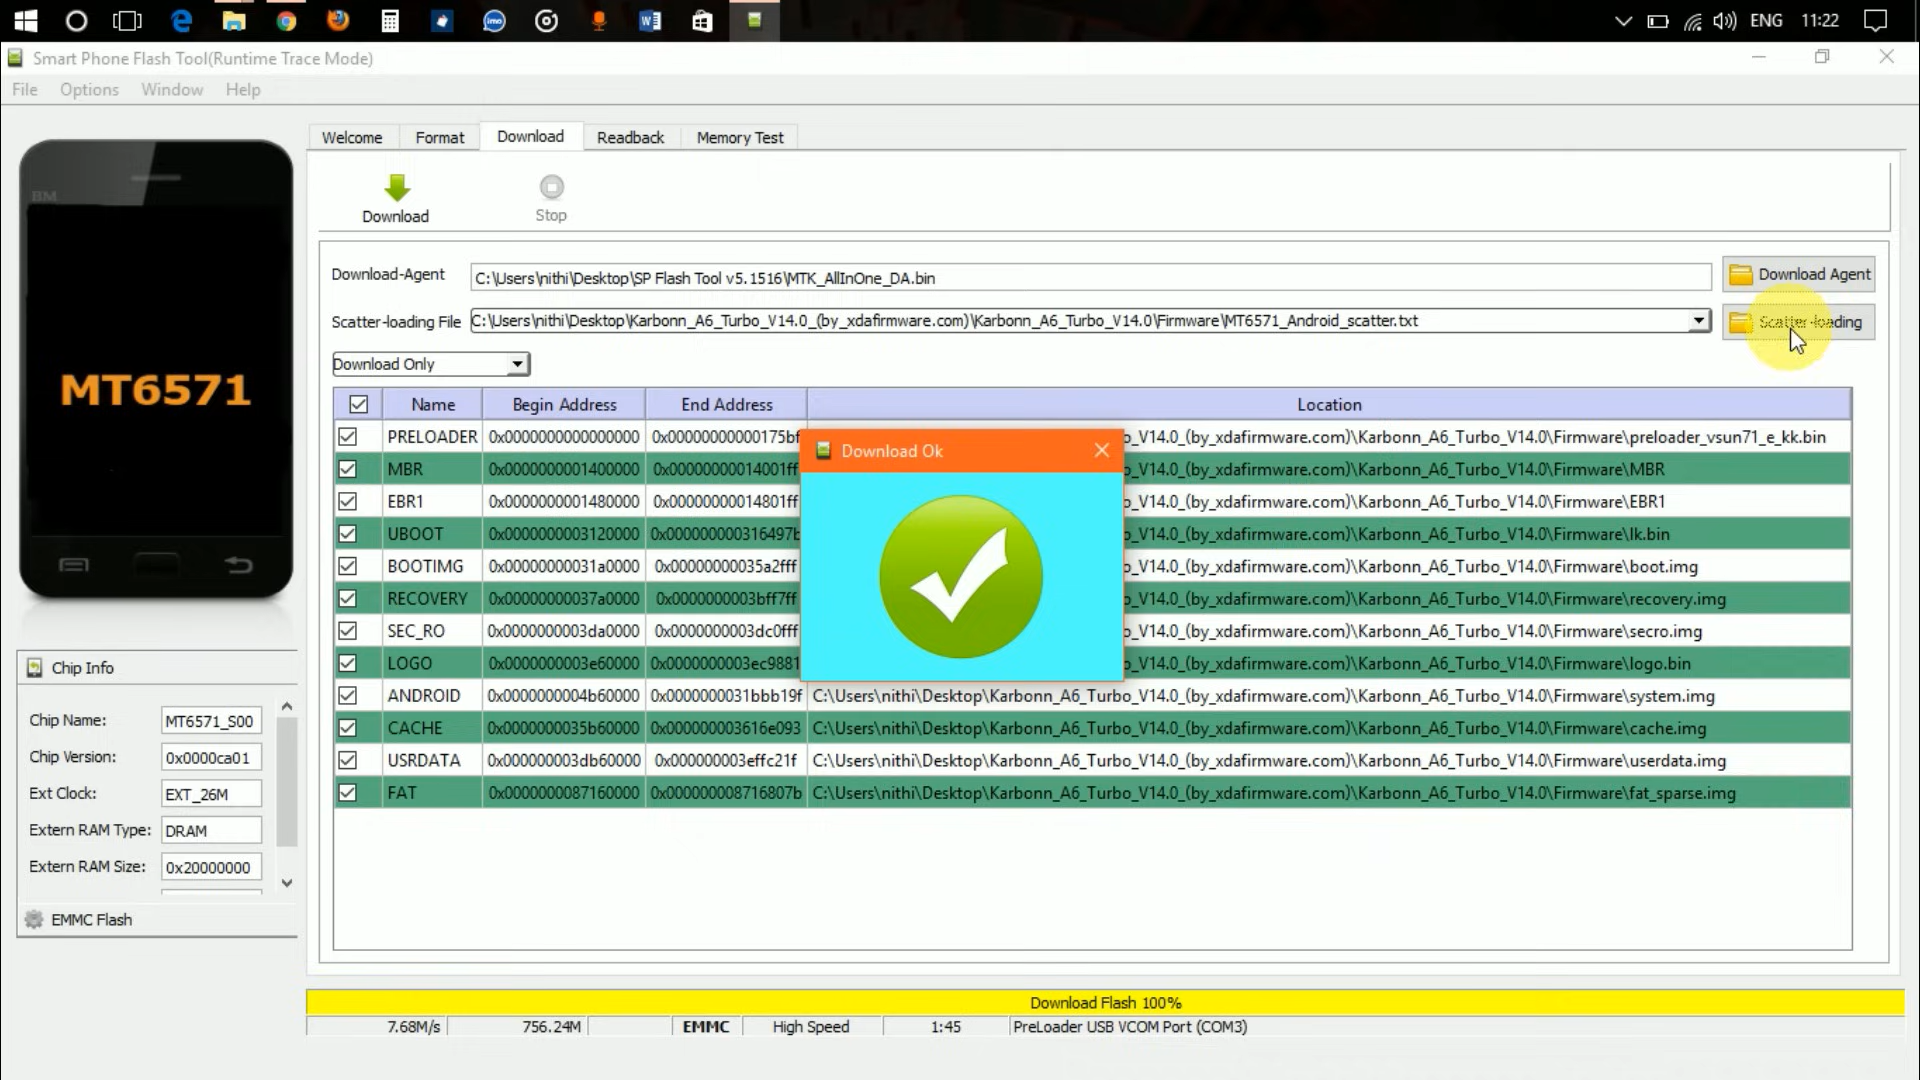 ENG 11:22
Smart Phone Flash Tool(Runtime Trace Mode)
File Options Window Help
Welcome Format Download Readback Memory Test
Download Stop
Download-Agent C:\Users\nithi\Desktop\SP Flash Tool v5.1516\MTK_AllInOne_DA.bin Download Agent
Scatter-loading File C:\Users\nithi\Desktop\Karbonn_A6_Turbo_V14.0_(by_xdafirmware.com)\Karbonn_A6_Turbo_V14.0\Firmware\MT6571_Android_scatter.txt Scatter-loading
Download Only
Name Begin Address End Address Location
PRELOADER 0x0000000000000000 0x00000000000175bf o_V14.0_(by_xdafirmware.com)\Karbonn_A6_Turbo_V14.0\Firmware\preloader_vsun71_e_kk.bin
MBR 0x0000000001400000 0x00000000014001ff o_V14.0_(by_xdafirmware.com)\Karbonn_A6_Turbo_V14.0\Firmware\MBR
EBR1 0x0000000001480000 0x00000000014801ff o_V14.0_(by_xdafirmware.com)\Karbonn_A6_Turbo_V14.0\Firmware\EBR1
UBOOT 0x0000000003120000 0x000000000316497b o_V14.0_(by_xdafirmware.com)\Karbonn_A6_Turbo_V14.0\Firmware\lk.bin
BOOTIMG 0x00000000031a0000 0x00000000035a2fff o_V14.0_(by_xdafirmware.com)\Karbonn_A6_Turbo_V14.0\Firmware\boot.img
RECOVERY 0x00000000037a0000 0x0000000003bff7ff o_V14.0_(by_xdafirmware.com)\Karbonn_A6_Turbo_V14.0\Firmware\recovery.img
SEC_RO 0x0000000003da0000 0x0000000003dc0fff o_V14.0_(by_xdafirmware.com)\Karbonn_A6_Turbo_V14.0\Firmware\secro.img
LOGO 0x0000000003e60000 0x0000000003ec9881 o_V14.0_(by_xdafirmware.com)\Karbonn_A6_Turbo_V14.0\Firmware\logo.bin
ANDROID 0x0000000004b60000 0x0000000031bbb19f C:\Users\nithi\Desktop\Karbonn_A6_Turbo_V14.0_(by_xdafirmware.com)\Karbonn_A6_Turbo_V14.0\Firmware\system.img
CACHE 0x0000000035b60000 0x000000003616e093 C:\Users\nithi\Desktop\Karbonn_A6_Turbo_V14.0_(by_xdafirmware.com)\Karbonn_A6_Turbo_V14.0\Firmware\cache.img
USRDATA 0x000000003db60000 0x000000003effc21f C:\Users\nithi\Desktop\Karbonn_A6_Turbo_V14.0_(by_xdafirmware.com)\Karbonn_A6_Turbo_V14.0\Firmware\userdata.img
FAT 0x0000000087160000 0x000000008716807b C:\Users\nithi\Desktop\Karbonn_A6_Turbo_V14.0_(by_xdafirmware.com)\Karbonn_A6_Turbo_V14.0\Firmware\fat_sparse.img
Download Ok
BM
MT6571
Chip Info
Chip Name: MT6571_S00
Chip Version: 0x0000ca01
Ext Clock: EXT_26M
Extern RAM Type: DRAM
Extern RAM Size: 0x20000000
EMMC Flash
Download Flash 100%
7.68M/s 756.24M EMMC High Speed 1:45 PreLoader USB VCOM Port (COM3)